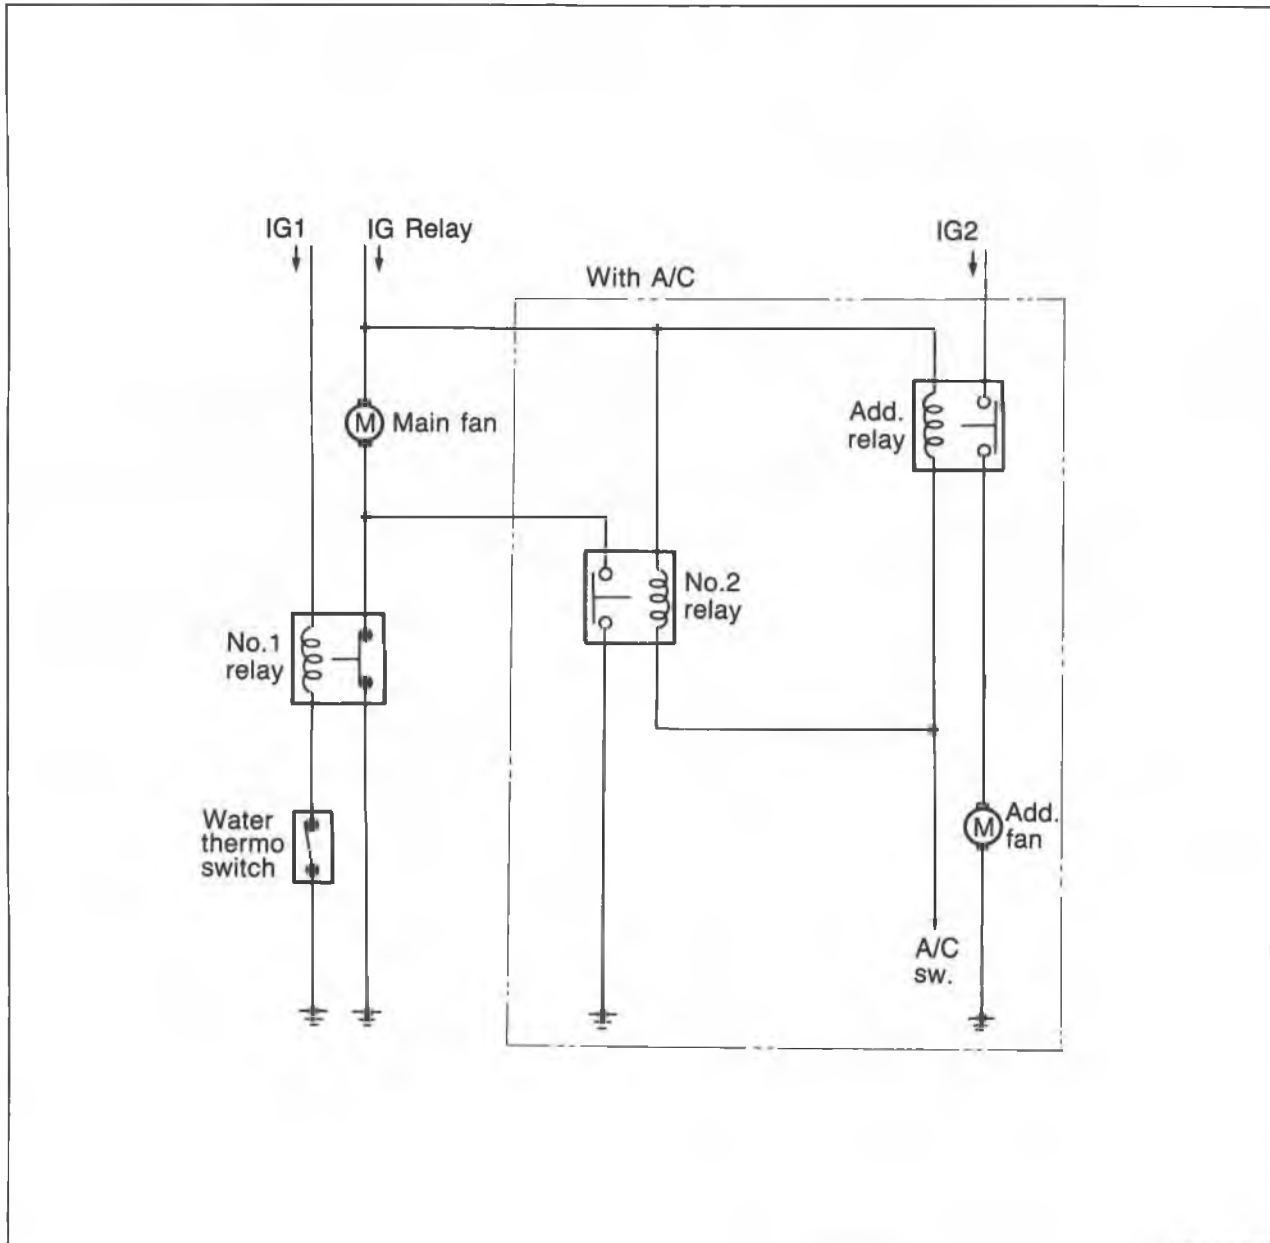 IG1
IG Relay
IG2
With A/C
M
Main fan
Add.
relay
No.2
relay
No.1
relay
Water
thermo
switch
M
Add.
fan
A/C
sw.